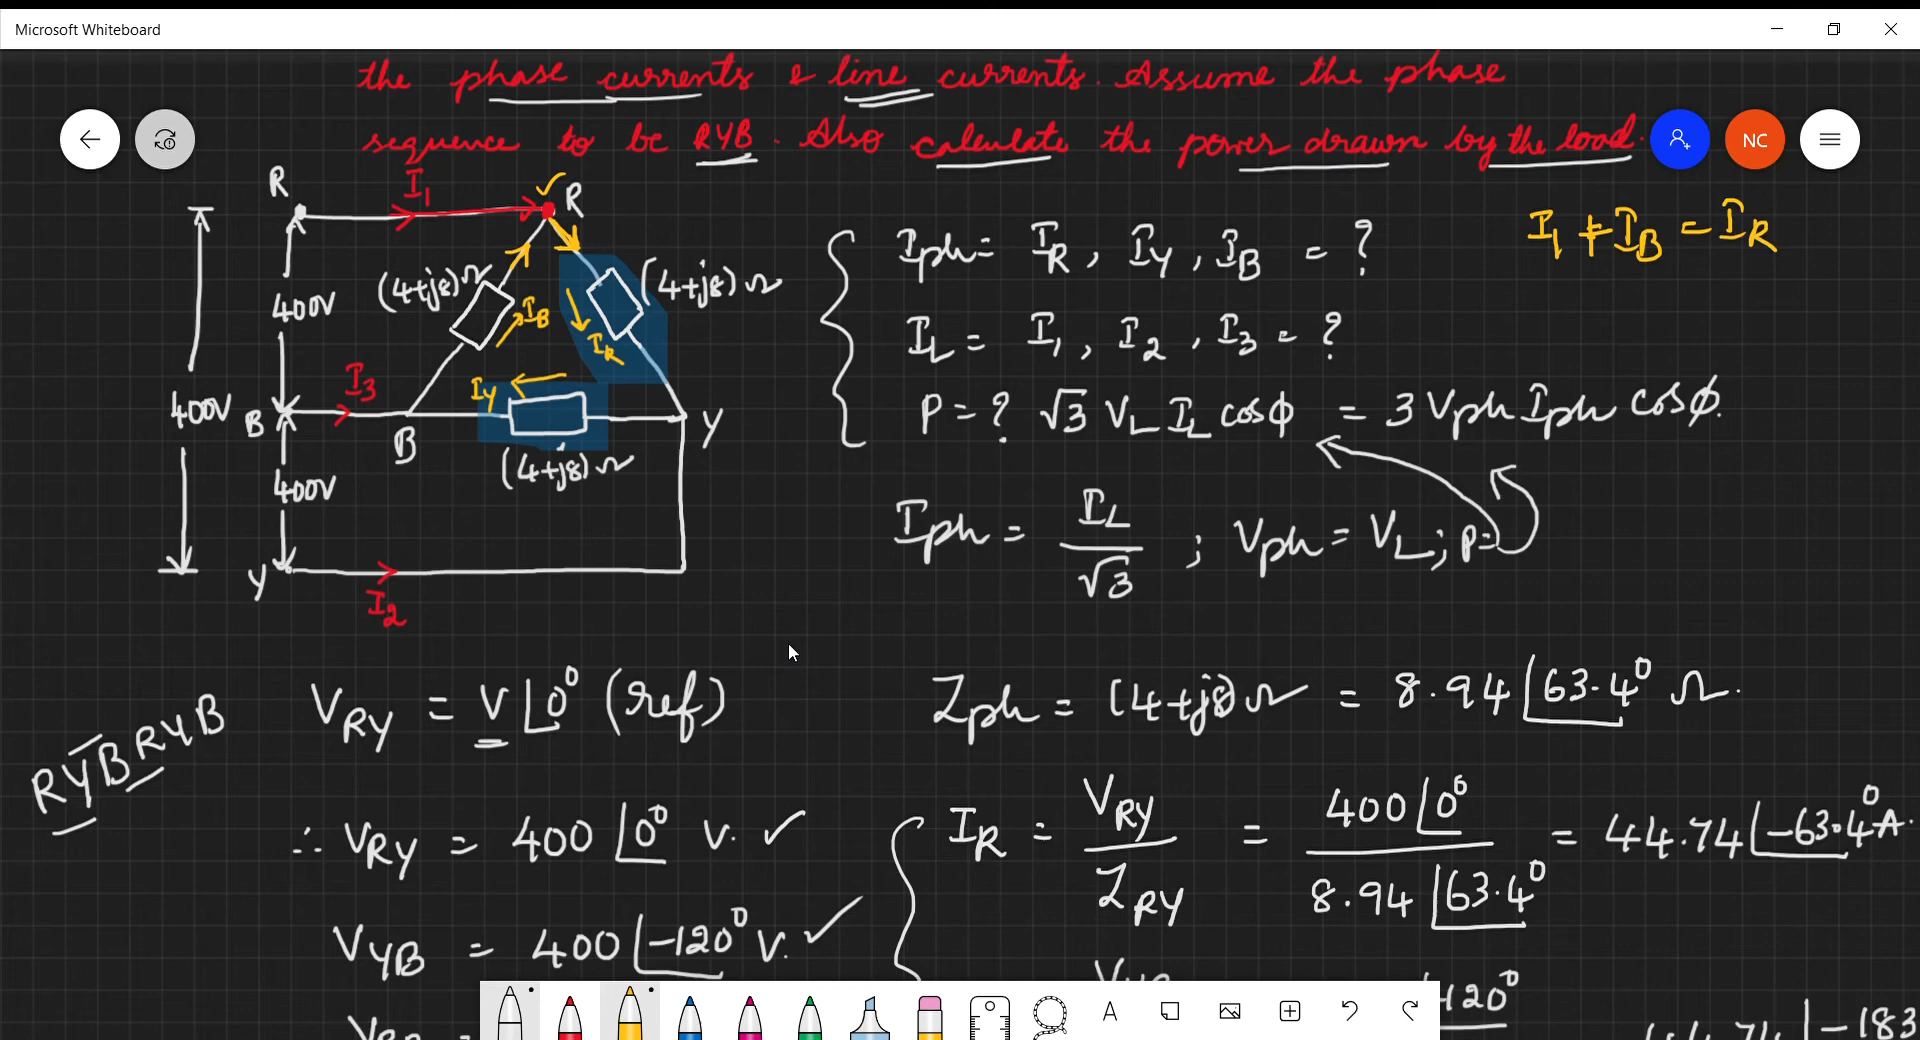 Microsoft Whiteboard
the phase currents & line currents. Assume the phase
sequence to be RYB. Also calculate the power drawn by the load.
NC
R
I1
R
400V
(4+j8)Ω
IB
IR
(4+j8)Ω
I3
IY
400V
B
B
Y
400V
(4+j8)Ω
Y
I2
Iph = IR, IY, IB = ?
I1 + IB = IR
IL = I1, I2, I3 = ?
P = ? √3 VL IL cosϕ = 3 Vph Iph cosϕ.
Iph = IL/√3 ; Vph = VL; P=
RYBRYB
VRY = V∠0° (ref)
∴ VRY = 400∠0° V. ✓
VYB = 400∠-120° V. ✓
Zph = (4+j8)Ω = 8.94∠63.4° Ω.
IR = VRY/ZRY = 400∠0°/8.94∠63.4° = 44.74∠-63.4° A.
120°
-183